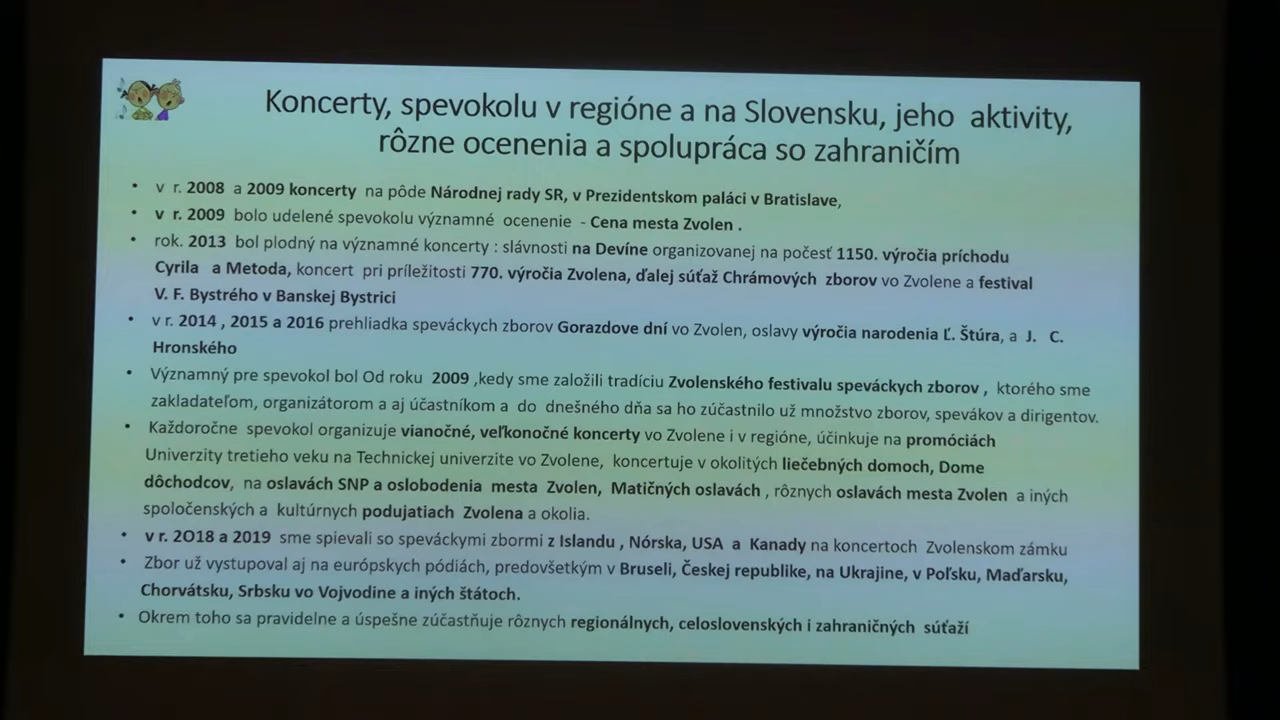 Koncerty, spevokolu v regióne a na Slovensku, jeho aktivity,
rôzne ocenenia a spolupráca so zahraničím
• v r. 2008 a 2009 koncerty na pôde Národnej rady SR, v Prezidentskom paláci v Bratislave,
• v r. 2009 bolo udelené spevokolu významné ocenenie - Cena mesta Zvolen .
• rok. 2013 bol plodný na významné koncerty : slávnosti na Devíne organizovanej na počesť 1150. výročia príchodu
Cyrila a Metoda, koncert pri príležitosti 770. výročia Zvolena, ďalej súťaž Chrámových zborov vo Zvolene a festival
V. F. Bystrého v Banskej Bystrici
• v r. 2014 , 2015 a 2016 prehliadka speváckych zborov Gorazdove dní vo Zvolen, oslavy výročia narodenia Ľ. Štúra, a J. C.
Hronského
• Významný pre spevokol bol Od roku 2009 ,kedy sme založili tradíciu Zvolenského festivalu speváckych zborov , ktorého sme
zakladateľom, organizátorom a aj účastníkom a do dnešného dňa sa ho zúčastnilo už množstvo zborov, spevákov a dirigentov.
• Každoročne spevokol organizuje vianočné, veľkonočné koncerty vo Zvolene i v regióne, účinkuje na promóciách
Univerzity tretieho veku na Technickej univerzite vo Zvolene, koncertuje v okolitých liečebných domoch, Dome
dôchodcov, na oslavách SNP a oslobodenia mesta Zvolen, Matičných oslavách , rôznych oslavách mesta Zvolen a iných
spoločenských a kultúrnych podujatiach Zvolena a okolia.
• v r. 2O18 a 2019 sme spievali so speváckymi zbormi z Islandu , Nórska, USA a Kanady na koncertoch Zvolenskom zámku
• Zbor už vystupoval aj na európskych pódiách, predovšetkým v Bruseli, Českej republike, na Ukrajine, v Poľsku, Maďarsku,
Chorvátsku, Srbsku vo Vojvodine a iných štátoch.
• Okrem toho sa pravidelne a úspešne zúčastňuje rôznych regionálnych, celoslovenských i zahraničných súťaží